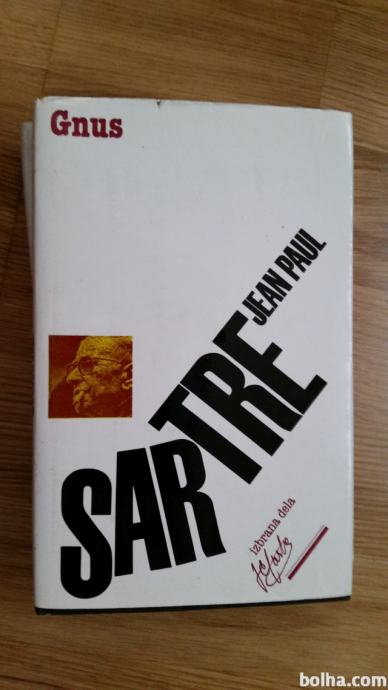 Gnus
JEAN PAUL
SARTRE
izbrana dela
bolha.com